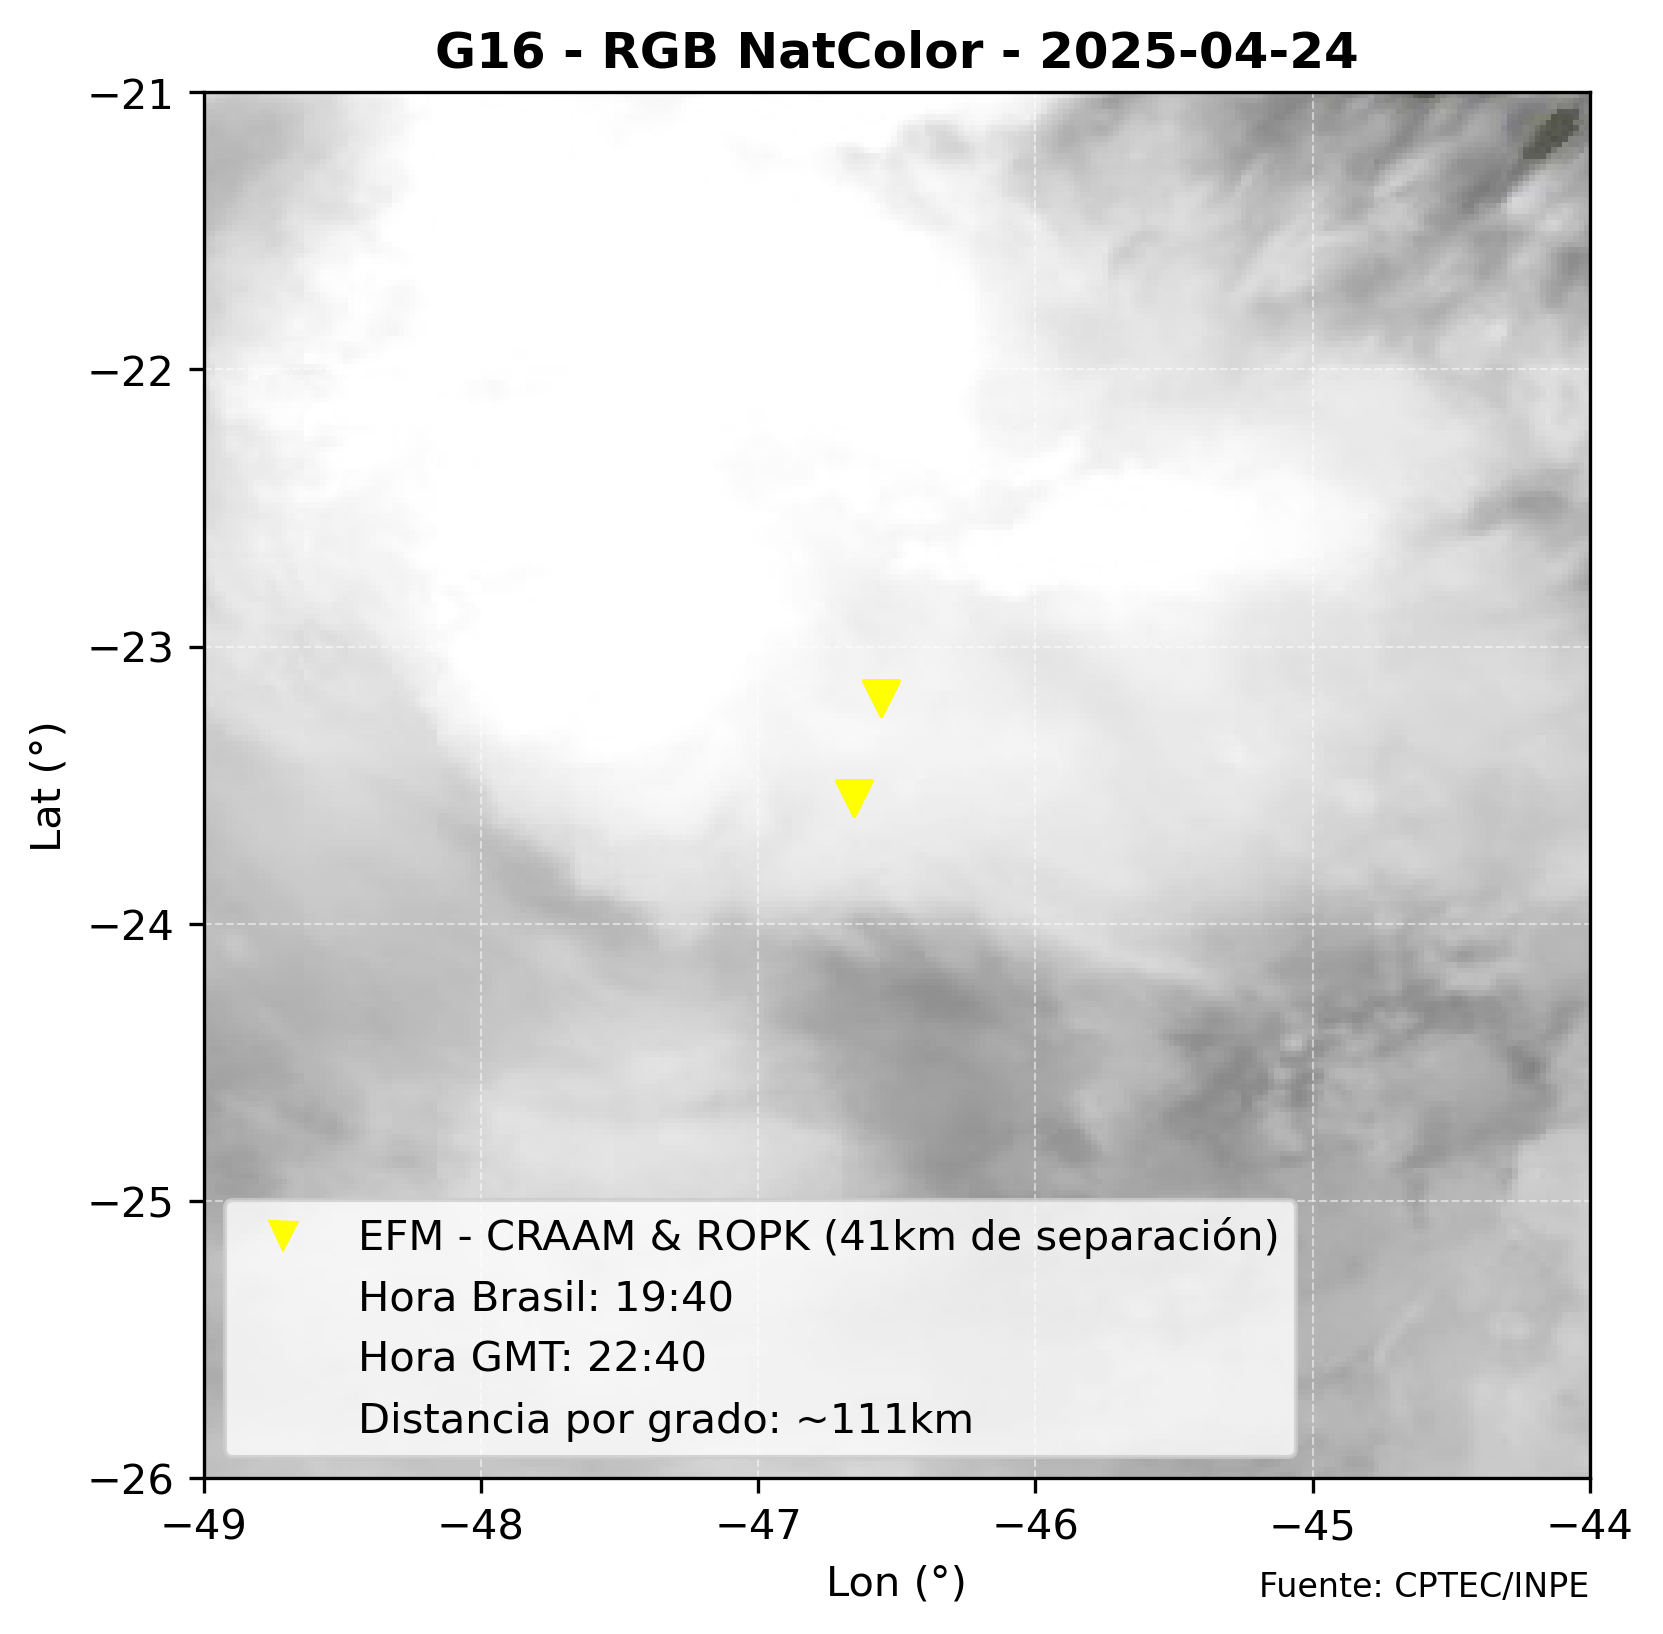 G16 - RGB NatColor - 2025-04-24
−21
−22
−23
−24
−25
−26
Lat (°)
EFM - CRAAM & ROPK (41km de separación)
Hora Brasil: 19:40
Hora GMT: 22:40
Distancia por grado: ~111km
−49 −48 −47 −46 −45 −44
Lon (°)
Fuente: CPTEC/INPE